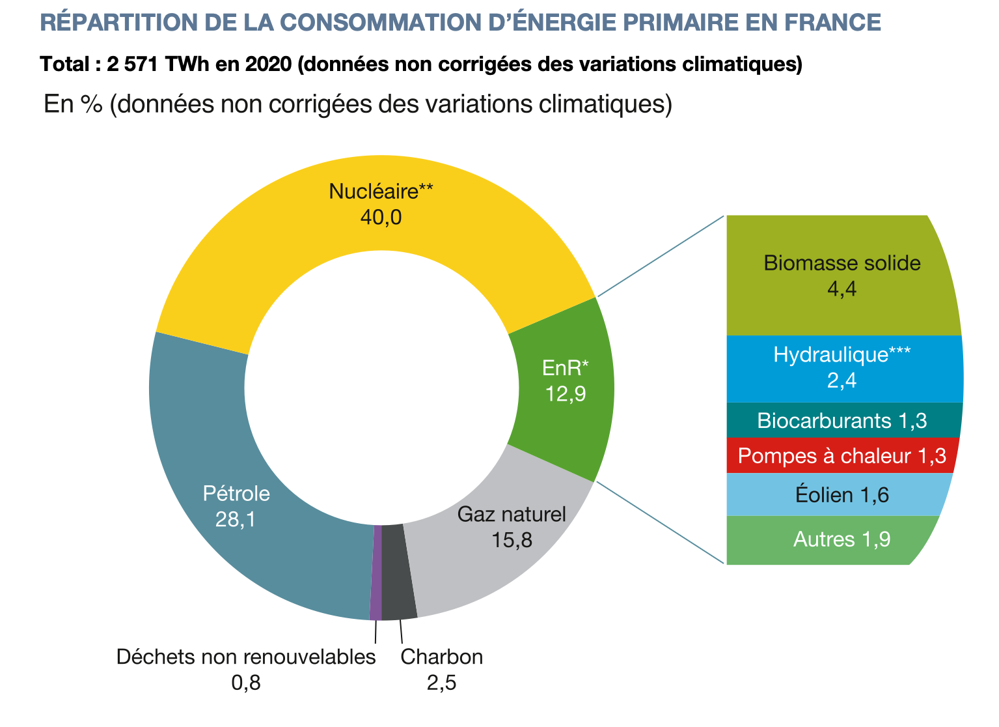 RÉPARTITION DE LA CONSOMMATION D’ÉNERGIE PRIMAIRE EN FRANCE
Total : 2 571 TWh en 2020 (données non corrigées des variations climatiques)
En % (données non corrigées des variations climatiques)
Nucléaire**
40,0
EnR*
12,9
Gaz naturel
15,8
Charbon
2,5
Déchets non renouvelables
0,8
Pétrole
28,1
Biomasse solide
4,4
Hydraulique***
2,4
Biocarburants 1,3
Pompes à chaleur 1,3
Éolien 1,6
Autres 1,9